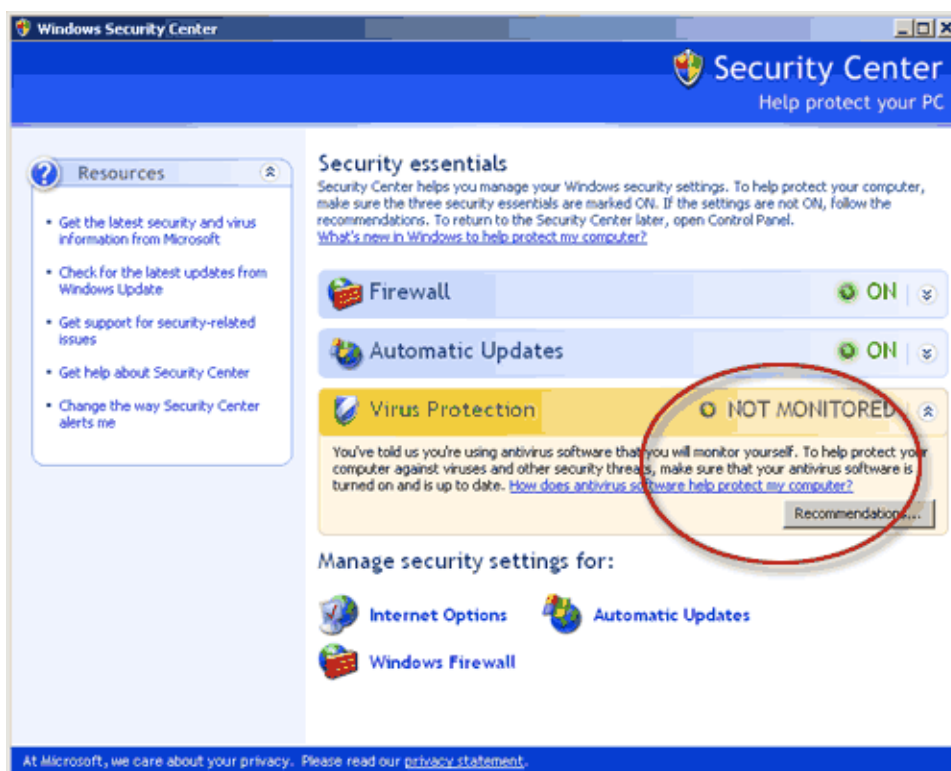 Windows Security Center
Security Center
Help protect your PC
Resources
• Get the latest security and virus
information from Microsoft
• Check for the latest updates from
Windows Update
• Get support for security-related
issues
• Get help about Security Center
• Change the way Security Center
alerts me
Security essentials
Security Center helps you manage your Windows security settings. To help protect your computer,
make sure the three security essentials are marked ON. If the settings are not ON, follow the
recommendations. To return to the Security Center later, open Control Panel.
What's new in Windows to help protect my computer?
Firewall ON
Automatic Updates ON
Virus Protection NOT MONITORED
You've told us you're using antivirus software that you will monitor yourself. To help protect your
computer against viruses and other security threats, make sure that your antivirus software is
turned on and is up to date. How does antivirus software help protect my computer?
Recommendations...
Manage security settings for:
Internet Options Automatic Updates
Windows Firewall
At Microsoft, we care about your privacy. Please read our privacy statement.